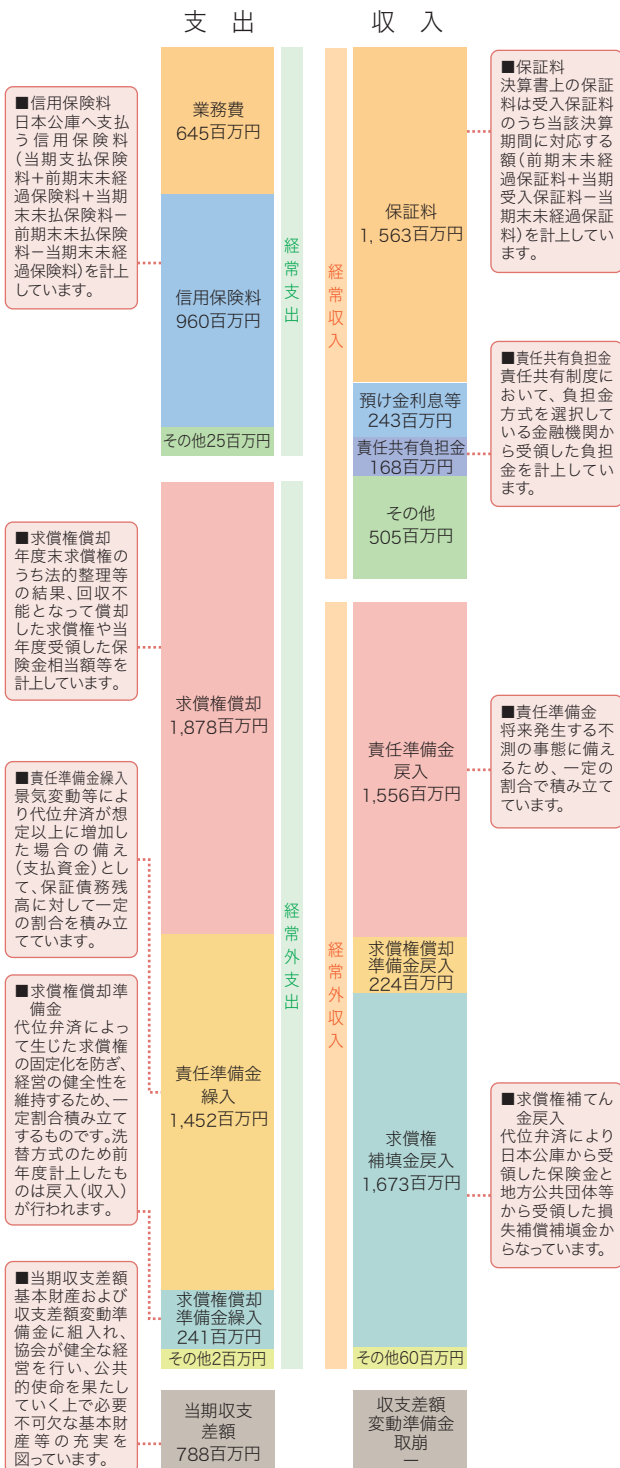 支 出
収 入
■信用保険料
日本公庫へ支払
う信用保険料
(当期支払保険
料+前期末未経
過保険料+当期
末未払保険料−
前期末未払保険
料−当期末未経
過保険料)を計上
しています。
■求償権償却
年度末求償権の
うち法的整理等
の結果、回収不
能となって償却
した求償権や当
年度受領した保
険金相当額等を
計上しています。
■責任準備金繰入
景気変動等によ
り代位弁済が想
定以上に増加し
た場合の備え
(支払資金)とし
て、保証債務残
高に対して一定
の割合を積み立
てています。
■求償権償却準
備金
代位弁済によっ
て生じた求償権
の固定化を防ぎ、
経営の健全性を
維持するため、一
定割合積み立て
するものです。洗
替方式のため前
年度計上したも
のは戻入(収入)
が行われます。
■当期収支差額
基本財産および
収支差額変動準
備金に組入れ、
協会が健全な経
営を行い、公共
的使命を果たし
ていく上で必要
不可欠な基本財
産等の充実を
図っています。
業務費
645百万円
信用保険料
960百万円
その他25百万円
求償権償却
1,878百万円
責任準備金
繰入
1,452百万円
求償権償却
準備金繰入
241百万円
その他2百万円
当期収支
差額
788百万円
経常支出
経常外支出
経常収入
経常外収入
保証料
1,563百万円
預け金利息等
243百万円
責任共有負担金
168百万円
その他
505百万円
責任準備金
戻入
1,556百万円
求償権償却
準備金戻入
224百万円
求償権
補填金戻入
1,673百万円
その他60百万円
収支差額
変動準備金
取崩
―
■保証料
決算書上の保証
料は受入保証料
のうち当該決算
期間に対応する
額(前期末未経
過保証料+当期
受入保証料−当
期末未経過保証
料)を計上してい
ます。
■責任共有負担金
責任共有制度に
おいて、負担金
方式を選択して
いる金融機関か
ら受領した負担
金を計上してい
ます。
■責任準備金
将来発生する不
測の事態に備え
るため、一定の
割合で積み立て
ています。
■求償権補てん
金戻入
代位弁済により
日本公庫から受
領した保険金と
地方公共団体等
から受領した損
失補償補填金か
らなっています。